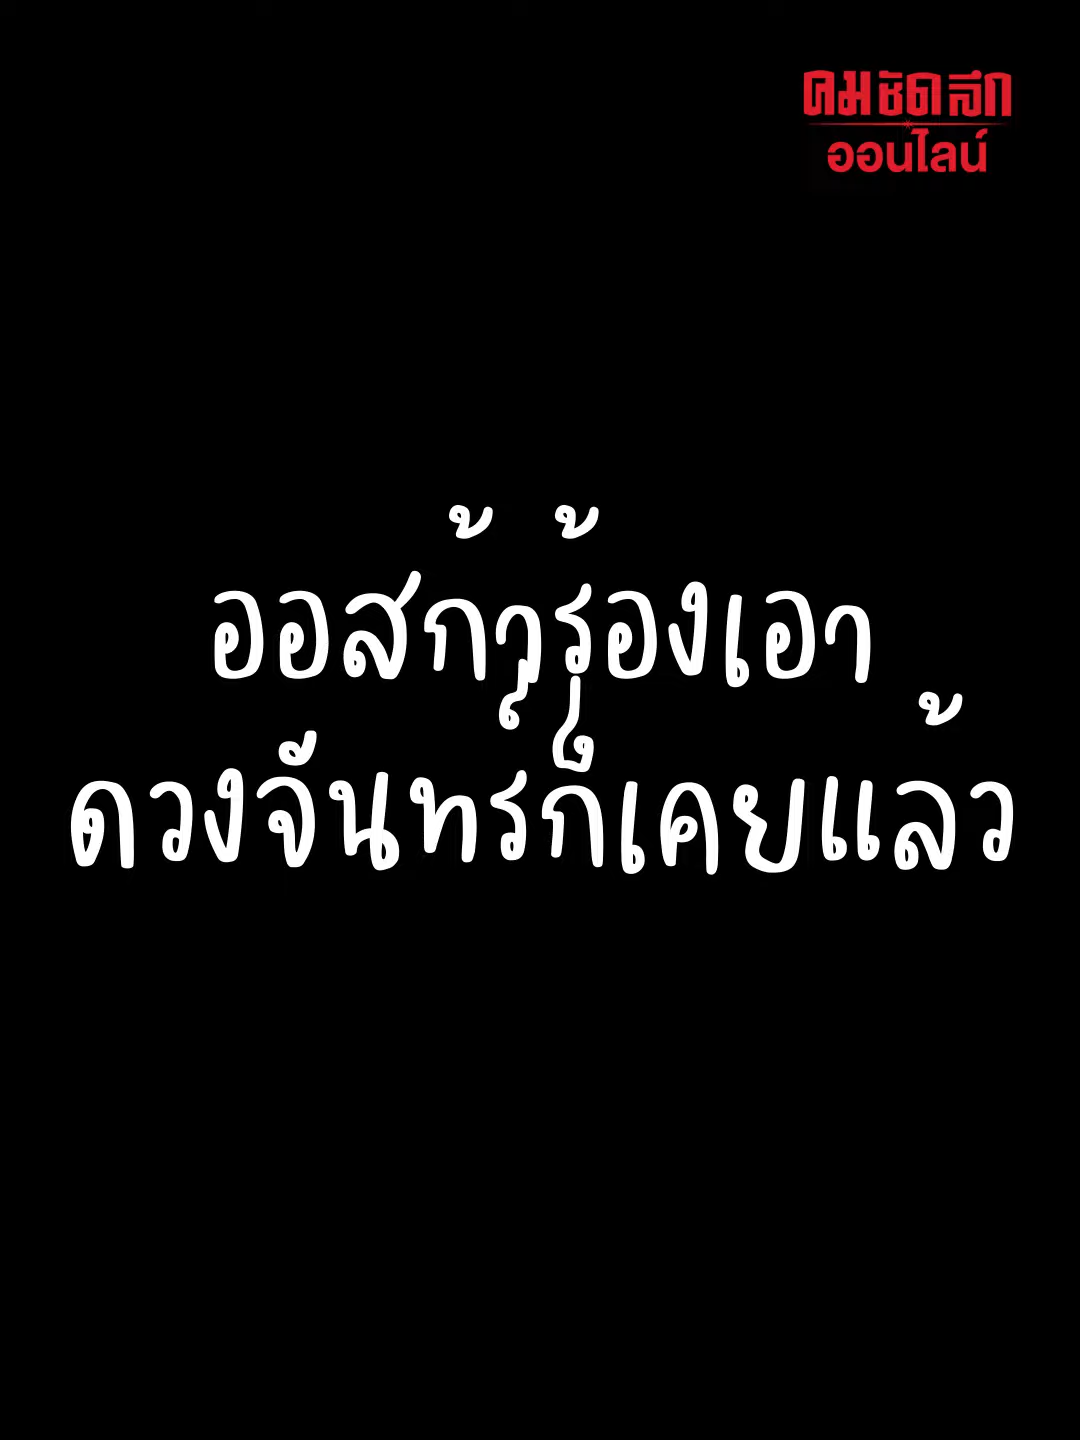 คมชัดลึก
ออนไลน์
ออสก้าร้องเอา
ดวงจันทร์ก็เคยแล้ว